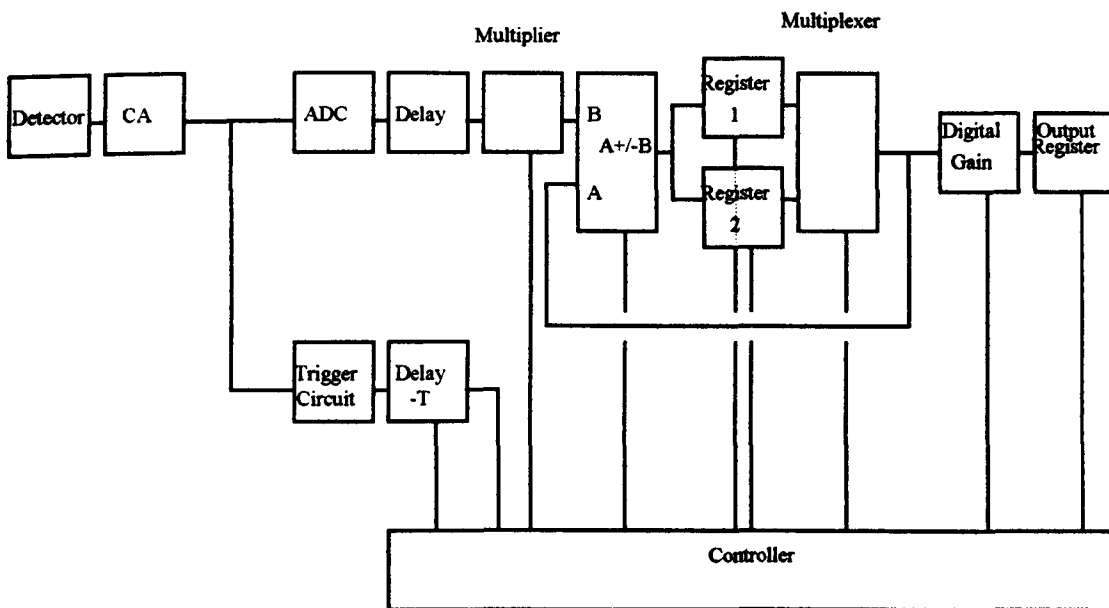 Multiplexer
Multiplier
Detector
CA
ADC
Delay
B
A+/-B
A
Register
1
Register
2
Digital
Gain
Output
Register
Trigger
Circuit
Delay
-T
Controller